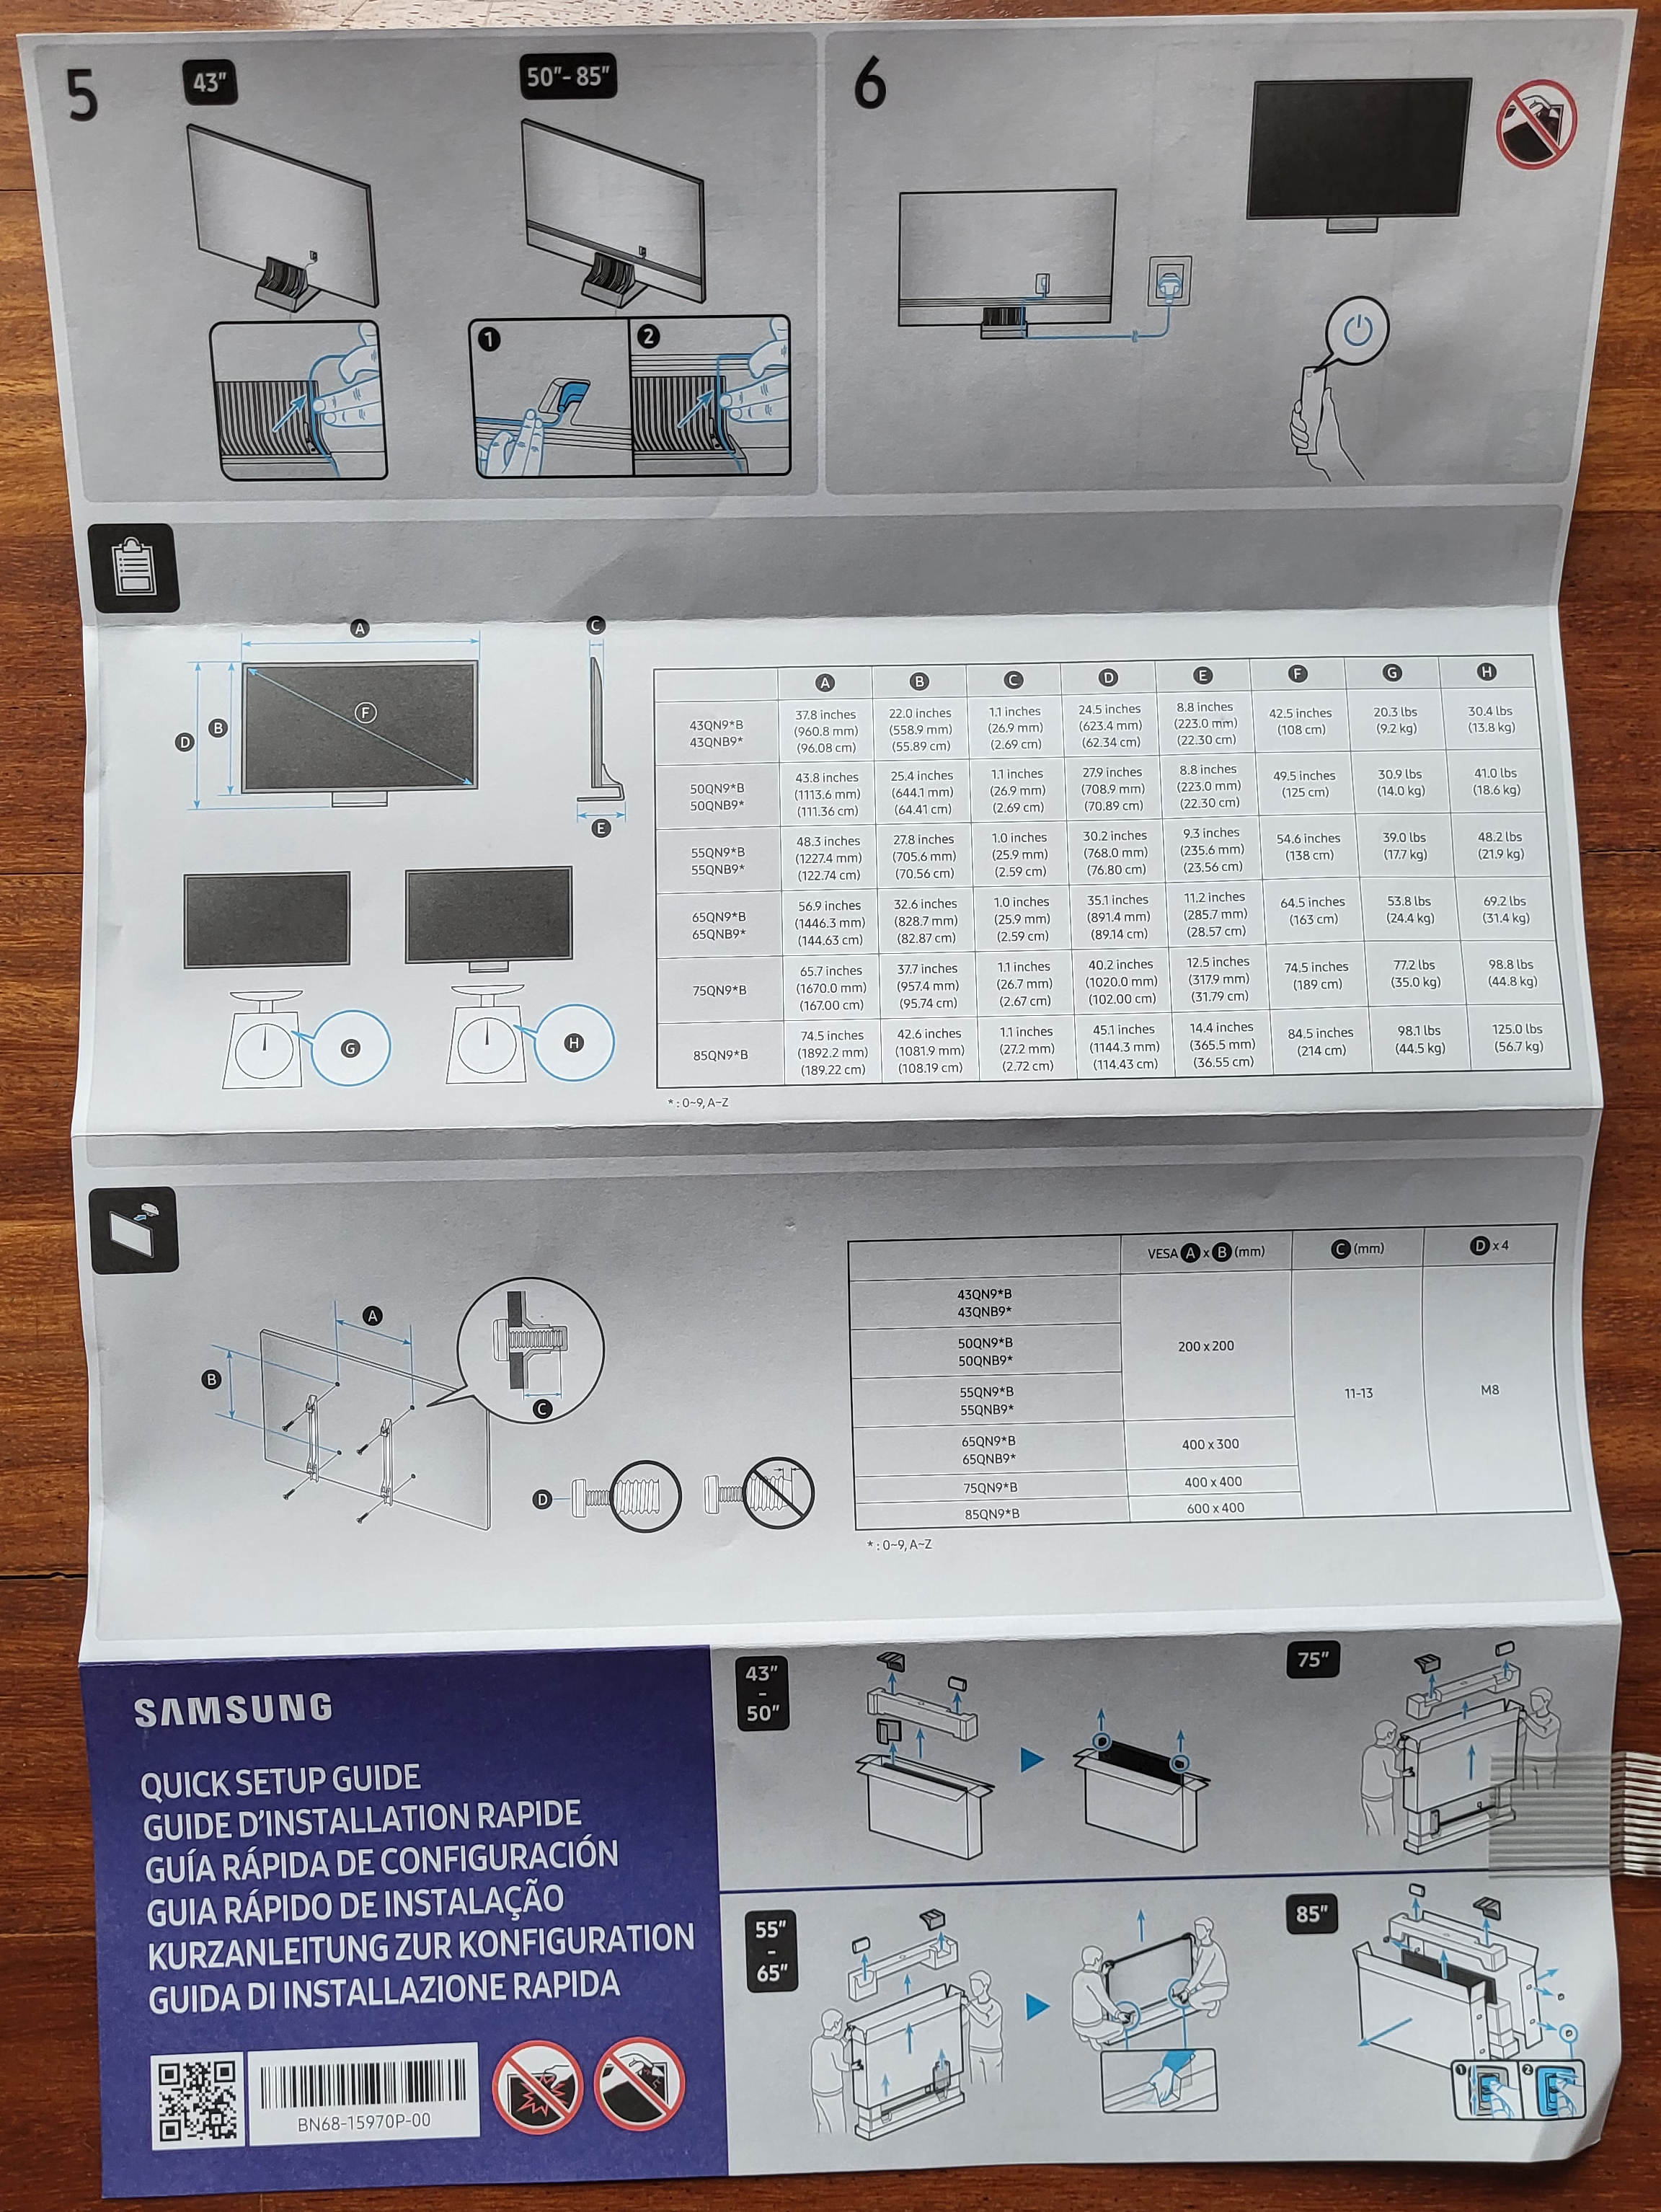 5
43"
50"- 85"
1
2
6
A
C
F
B
D
E
G
H
A B C D E F G H
43QN9*B
43QNB9*
37.8 inches
(960.8 mm)
(96.08 cm)
22.0 inches
(558.9 mm)
(55.89 cm)
1.1 inches
(26.9 mm)
(2.69 cm)
24.5 inches
(623.4 mm)
(62.34 cm)
8.8 inches
(223.0 mm)
(22.30 cm)
42.5 inches
(108 cm)
20.3 lbs
(9.2 kg)
30.4 lbs
(13.8 kg)
50QN9*B
50QNB9*
43.8 inches
(1113.6 mm)
(111.36 cm)
25.4 inches
(644.1 mm)
(64.41 cm)
1.1 inches
(26.9 mm)
(2.69 cm)
27.9 inches
(708.9 mm)
(70.89 cm)
8.8 inches
(223.0 mm)
(22.30 cm)
49.5 inches
(125 cm)
30.9 lbs
(14.0 kg)
41.0 lbs
(18.6 kg)
55QN9*B
55QNB9*
48.3 inches
(1227.4 mm)
(122.74 cm)
27.8 inches
(705.6 mm)
(70.56 cm)
1.0 inches
(25.9 mm)
(2.59 cm)
30.2 inches
(768.0 mm)
(76.80 cm)
9.3 inches
(235.6 mm)
(23.56 cm)
54.6 inches
(138 cm)
39.0 lbs
(17.7 kg)
48.2 lbs
(21.9 kg)
65QN9*B
65QNB9*
56.9 inches
(1446.3 mm)
(144.63 cm)
32.6 inches
(828.7 mm)
(82.87 cm)
1.0 inches
(25.9 mm)
(2.59 cm)
35.1 inches
(891.4 mm)
(89.14 cm)
11.2 inches
(285.7 mm)
(28.57 cm)
64.5 inches
(163 cm)
53.8 lbs
(24.4 kg)
69.2 lbs
(31.4 kg)
75QN9*B
65.7 inches
(1670.0 mm)
(167.00 cm)
37.7 inches
(957.4 mm)
(95.74 cm)
1.1 inches
(26.7 mm)
(2.67 cm)
40.2 inches
(1020.0 mm)
(102.00 cm)
12.5 inches
(317.9 mm)
(31.79 cm)
74.5 inches
(189 cm)
77.2 lbs
(35.0 kg)
98.8 lbs
(44.8 kg)
85QN9*B
74.5 inches
(1892.2 mm)
(189.22 cm)
42.6 inches
(1081.9 mm)
(108.19 cm)
1.1 inches
(27.2 mm)
(2.72 cm)
45.1 inches
(1144.3 mm)
(114.43 cm)
14.4 inches
(365.5 mm)
(36.55 cm)
84.5 inches
(214 cm)
98.1 lbs
(44.5 kg)
125.0 lbs
(56.7 kg)
* : 0~9, A~Z
A
B
C
D
VESA A x B (mm) C (mm) D x 4
43QN9*B
43QNB9*
50QN9*B
50QNB9*
200 x 200
55QN9*B
55QNB9*
11-13
M8
65QN9*B
65QNB9*
400 x 300
75QN9*B
400 x 400
85QN9*B
600 x 400
* : 0~9, A~Z
SAMSUNG
QUICK SETUP GUIDE
GUIDE D'INSTALLATION RAPIDE
GUÍA RÁPIDA DE CONFIGURACIÓN
GUIA RÁPIDO DE INSTALAÇÃO
KURZANLEITUNG ZUR KONFIGURATION
GUIDA DI INSTALLAZIONE RAPIDA
BN68-15970P-00
43"
-
50"
75"
55"
-
65"
85"
1
2